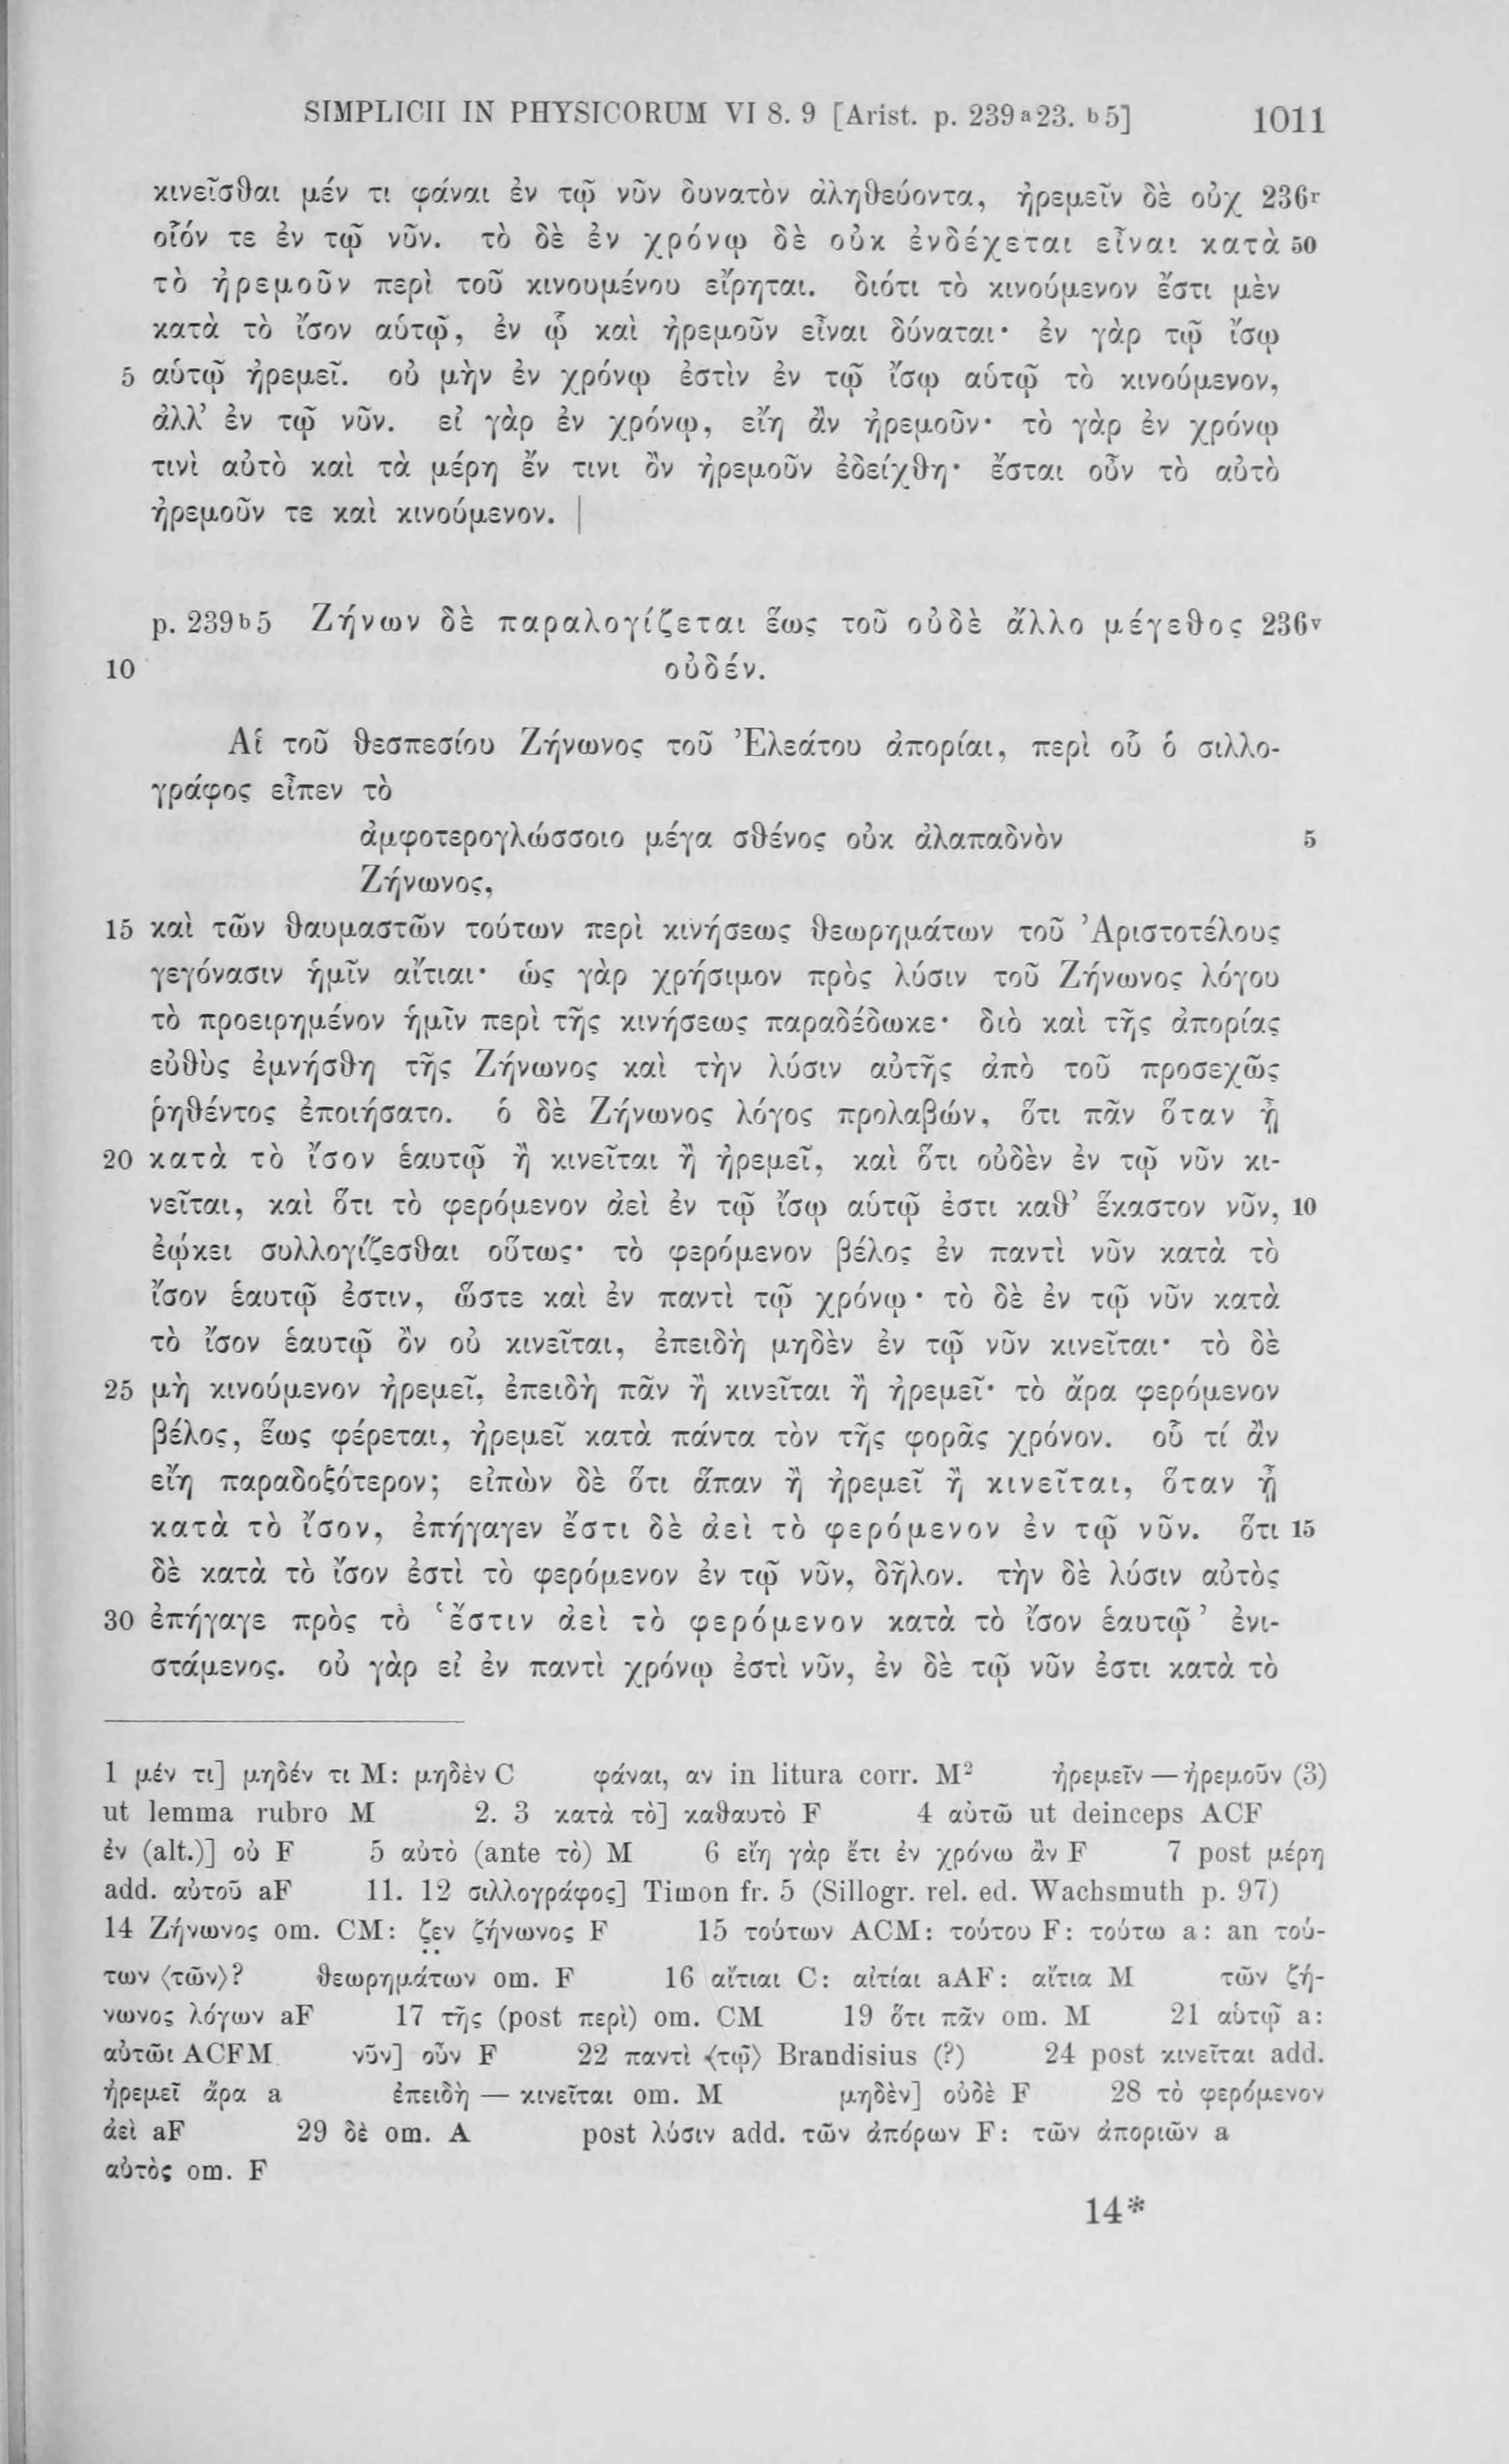 SIMPLICII IN PHYSICORUM VI 8. 9 [Arist. p. 239 a 23. b 5] 1011
κινεῖσθαι μέν τι φάναι ἐν τῷ νῦν δυνατὸν ἀληθεύοντα, ἠρεμεῖν δὲ οὐχ 236r
οἷόν τε ἐν τῷ νῦν. τὸ δὲ ἐν χρόνῳ δὲ οὐκ ἐνδέχεται εἶναι κατὰ 50
τὸ ἠρεμοῦν περὶ τοῦ κινουμένου εἴρηται. διότι τὸ κινούμενον ἔστι μὲν
κατὰ τὸ ἴσον αὑτῷ, ἐν ᾧ καὶ ἠρεμοῦν εἶναι δύναται· ἐν γὰρ τῷ ἴσῳ
5 αὑτῷ ἠρεμεῖ. οὐ μὴν ἐν χρόνῳ ἐστὶν ἐν τῷ ἴσῳ αὑτῷ τὸ κινούμενον,
ἀλλ' ἐν τῷ νῦν. εἰ γὰρ ἐν χρόνῳ, εἴη ἂν ἠρεμοῦν· τὸ γὰρ ἐν χρόνῳ
τινὶ αὐτὸ καὶ τὰ μέρη ἔν τινι ὂν ἠρεμοῦν ἐδείχθη· ἔσται οὖν τὸ αὐτὸ
ἠρεμοῦν τε καὶ κινούμενον. |
p. 239b5 Ζήνων δὲ παραλογίζεται ἕως τοῦ οὐδὲ ἄλλο μέγεθος 236v
10 οὐδέν.
Αἱ τοῦ θεσπεσίου Ζήνωνος τοῦ Ἐλεάτου ἀπορίαι, περὶ οὗ ὁ σιλλο-
γράφος εἶπεν τὸ
ἀμφοτερογλώσσοιο μέγα σθένος οὐκ ἀλαπαδνὸν 5
Ζήνωνος,
15 καὶ τῶν θαυμαστῶν τούτων περὶ κινήσεως θεωρημάτων τοῦ Ἀριστοτέλους
γεγόνασιν ἡμῖν αἴτιαι· ὡς γὰρ χρήσιμον πρὸς λύσιν τοῦ Ζήνωνος λόγου
τὸ προειρημένον ἡμῖν περὶ τῆς κινήσεως παραδέδωκε· διὸ καὶ τῆς ἀπορίας
εὐθὺς ἐμνήσθη τῆς Ζήνωνος καὶ τὴν λύσιν αὐτῆς ἀπὸ τοῦ προσεχῶς
ῥηθέντος ἐποιήσατο. ὁ δὲ Ζήνωνος λόγος προλαβών, ὅτι πᾶν ὅταν ᾖ
20 κατὰ τὸ ἴσον ἑαυτῷ ἢ κινεῖται ἢ ἠρεμεῖ, καὶ ὅτι οὐδὲν ἐν τῷ νῦν κι-
νεῖται, καὶ ὅτι τὸ φερόμενον ἀεὶ ἐν τῷ ἴσῳ αὑτῷ ἐστι καθ' ἕκαστον νῦν, 10
ἐῴκει συλλογίζεσθαι οὕτως· τὸ φερόμενον βέλος ἐν παντὶ νῦν κατὰ τὸ
ἴσον ἑαυτῷ ἐστιν, ὥστε καὶ ἐν παντὶ τῷ χρόνῳ· τὸ δὲ ἐν τῷ νῦν κατὰ
τὸ ἴσον ἑαυτῷ ὂν οὐ κινεῖται, ἐπειδὴ μηδὲν ἐν τῷ νῦν κινεῖται· τὸ δὲ
25 μὴ κινούμενον ἠρεμεῖ, ἐπειδὴ πᾶν ἢ κινεῖται ἢ ἠρεμεῖ· τὸ ἄρα φερόμενον
βέλος, ἕως φέρεται, ἠρεμεῖ κατὰ πάντα τὸν τῆς φορᾶς χρόνον. οὗ τί ἂν
εἴη παραδοξότερον; εἰπὼν δὲ ὅτι ἅπαν ἢ ἠρεμεῖ ἢ κινεῖται, ὅταν ᾖ
κατὰ τὸ ἴσον, ἐπήγαγεν ἔστι δὲ ἀεὶ τὸ φερόμενον ἐν τῷ νῦν. ὅτι 15
δὲ κατὰ τὸ ἴσον ἐστὶ τὸ φερόμενον ἐν τῷ νῦν, δῆλον. τὴν δὲ λύσιν αὐτὸς
30 ἐπήγαγε πρὸς τὸ ‘ἔστιν ἀεὶ τὸ φερόμενον κατὰ τὸ ἴσον ἑαυτῷ’ ἐνι-
στάμενος. οὐ γὰρ εἰ ἐν παντὶ χρόνῳ ἐστὶ νῦν, ἐν δὲ τῷ νῦν ἐστι κατὰ τὸ
1 μέν τι] μηδέν τι M: μηδὲν C φάναι, αν in litura corr. M² ἠρεμεῖν — ἠρεμοῦν (3)
ut lemma rubro M 2. 3 κατὰ τὸ] καθαυτὸ F 4 αὐτῶ ut deinceps ACF
ἐν (alt.)] οὐ F 5 αὐτὸ (ante τὸ) M 6 εἴη γὰρ ἔτι ἐν χρόνω ἂν F 7 post μέρη
add. αὐτοῦ aF 11. 12 σιλλογράφος] Timon fr. 5 (Sillogr. rel. ed. Wachsmuth p. 97)
14 Ζήνωνος om. CM: ζεν ζήνωνος F 15 τούτων ACM: τούτου F: τούτω a: an τού-
των ⟨τῶν⟩? θεωρημάτων om. F 16 αἴτιαι C: αἰτίαι aAF: αἴτια M τῶν ζή-
νωνος λόγων aF 17 τῆς (post περὶ) om. CM 19 ὅτι πᾶν om. M 21 αὑτῷ a:
αὐτῶι ACFM νῦν] οὖν F 22 παντὶ ⟨τῷ⟩ Brandisius (?) 24 post κινεῖται add.
ἠρεμεῖ ἄρα a ἐπειδὴ — κινεῖται om. M μηδὲν] οὐδὲ F 28 τὸ φερόμενον
ἀεὶ aF 29 δὲ om. A post λύσιν add. τῶν ἀπόρων F: τῶν ἀποριῶν a
αὐτὸς om. F
14*